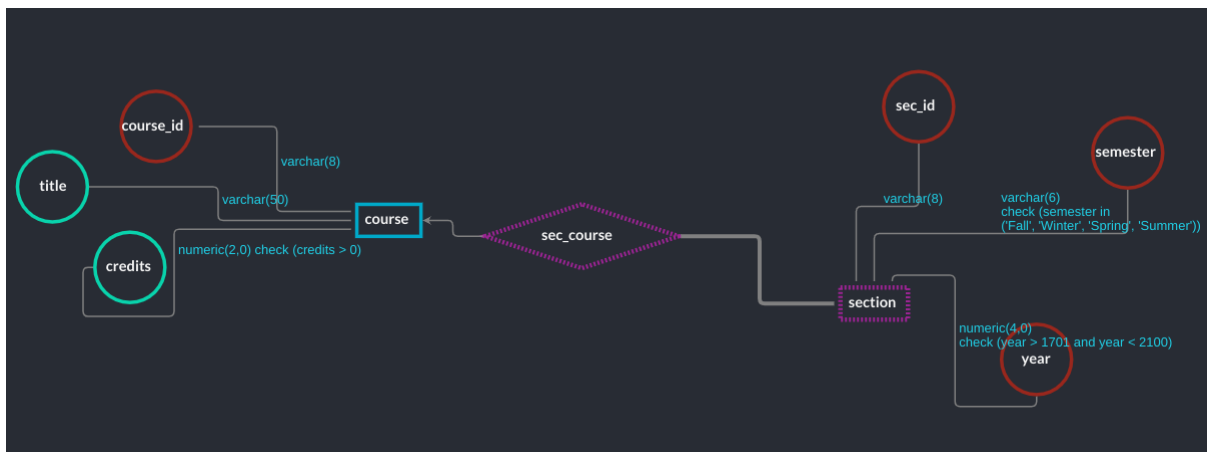 course_id
varchar(8)
title
varchar(50)
course
numeric(2,0) check (credits > 0)
credits
sec_course
sec_id
varchar(8)
semester
varchar(6)
check (semester in
('Fall', 'Winter', 'Spring', 'Summer'))
section
numeric(4,0)
check (year > 1701 and year < 2100)
year